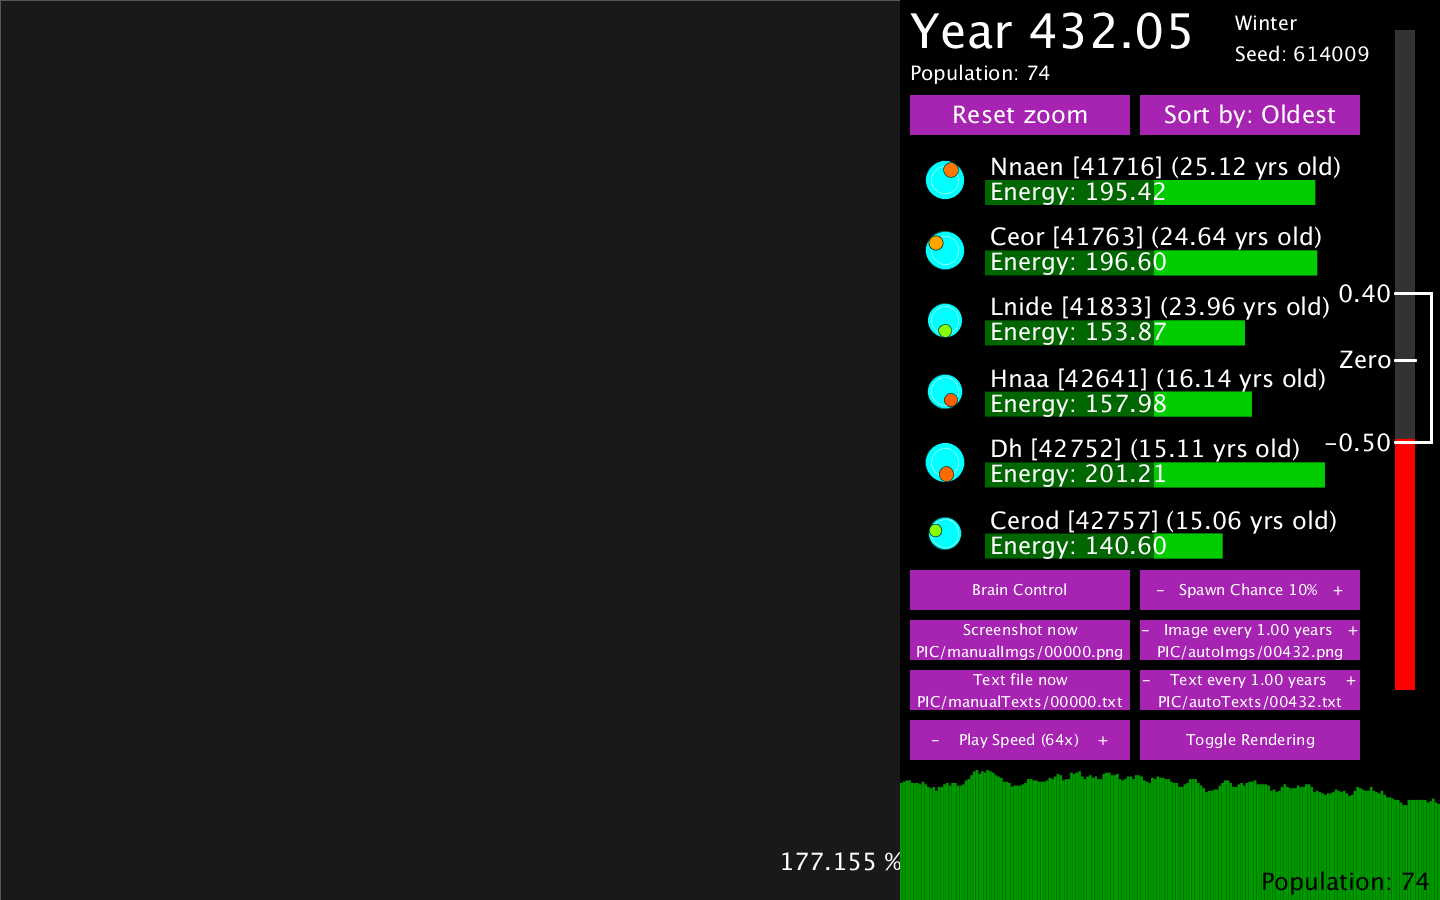 Year 432.05
Winter
Seed: 614009
Population: 74
Reset zoom
Sort by: Oldest
Nnaen [41716] (25.12 yrs old)
Energy: 195.42
Ceor [41763] (24.64 yrs old)
Energy: 196.60
Lnide [41833] (23.96 yrs old)
Energy: 153.87
Hnaa [42641] (16.14 yrs old)
Energy: 157.98
Dh [42752] (15.11 yrs old)
Energy: 201.21
Cerod [42757] (15.06 yrs old)
Energy: 140.60
0.40
Zero
-0.50
Brain Control
- Spawn Chance 10% +
Screenshot now
PIC/manualImgs/00000.png
- Image every 1.00 years +
PIC/autoImgs/00432.png
Text file now
PIC/manualTexts/00000.txt
- Text every 1.00 years +
PIC/autoTexts/00432.txt
- Play Speed (64x) +
Toggle Rendering
177.155 %
Population: 74